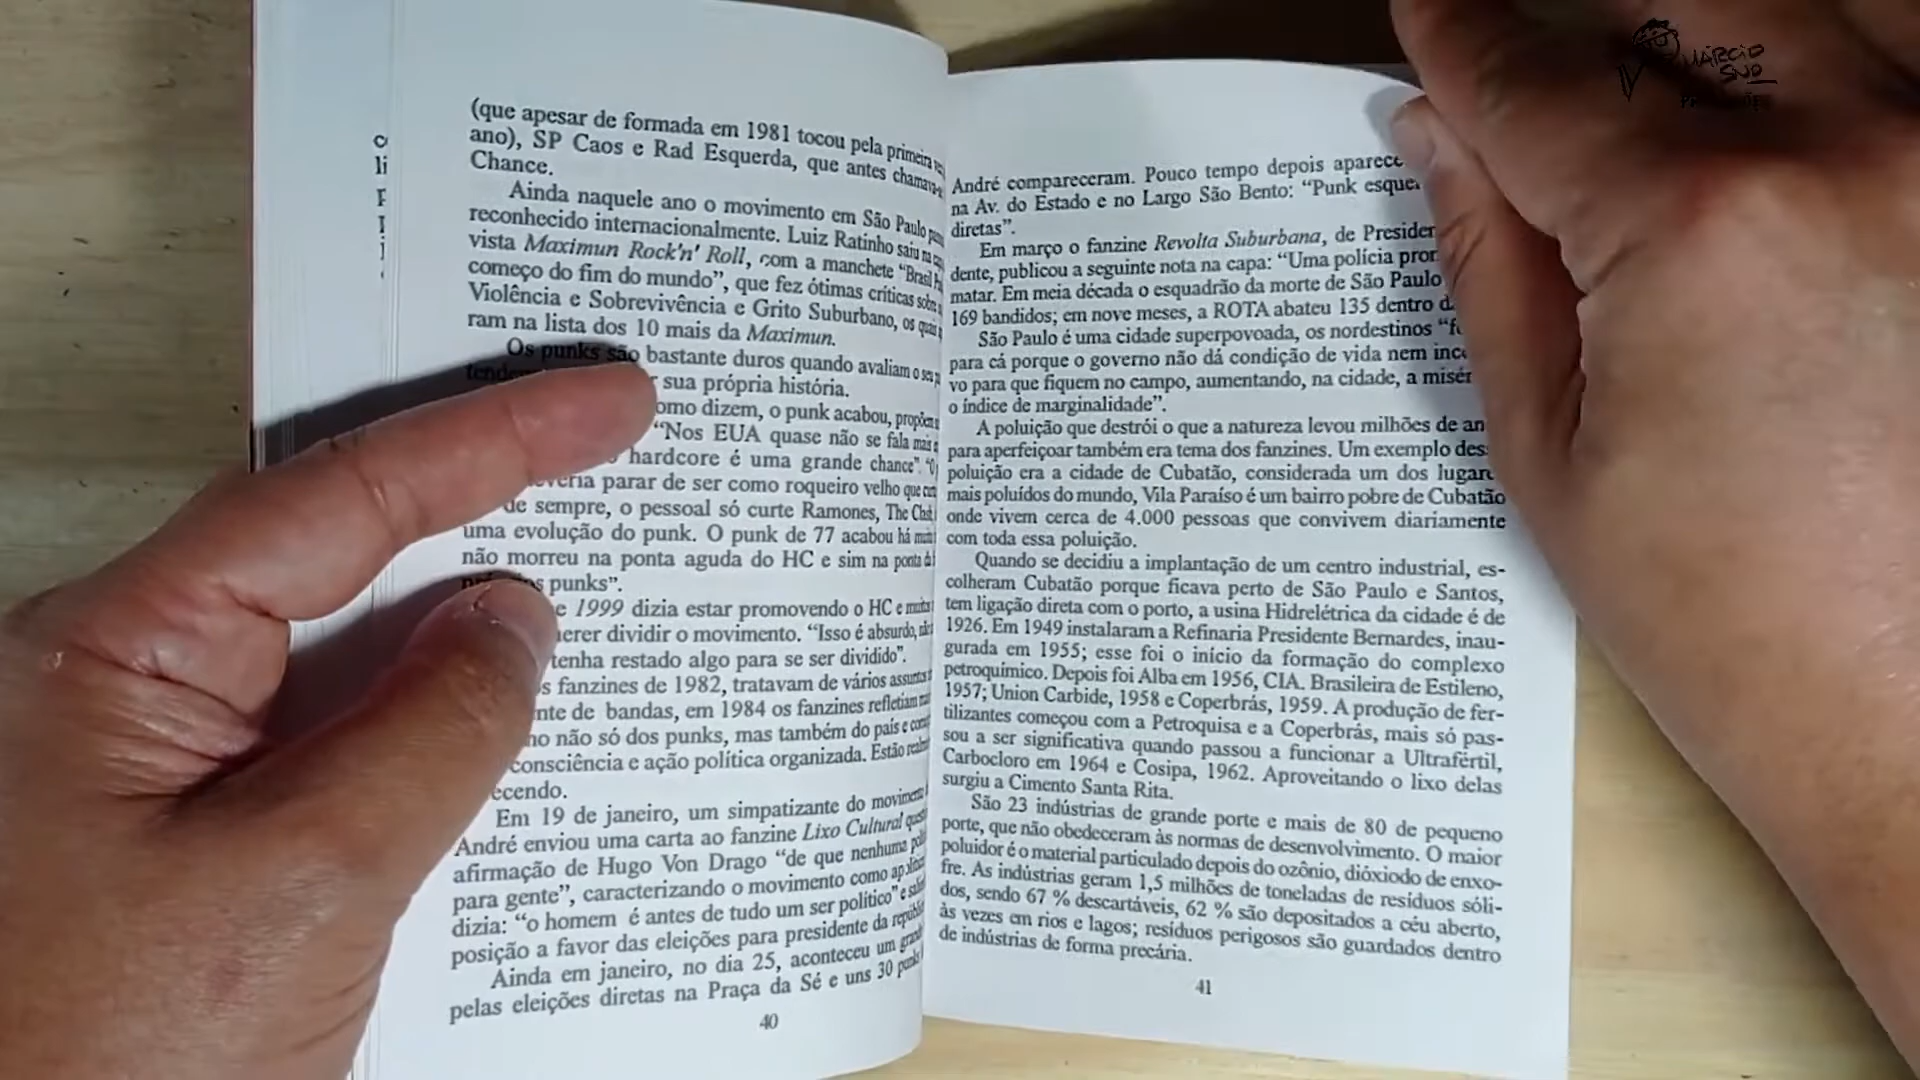 (que apesar de formada em 1981 tocou pela primeira
ano), SP Caos e Rad Esquerda, que antes
Chance.
Ainda naquele ano o movimento em São Paulo
reconhecido internacionalmente. Luiz Ratinho saiu na
vista Maximun Rock'n' Roll, com a manchete “Brasil
começo do fim do mundo”, que fez ótimas críticas sobre
Violência e Sobrevivência e Grito Suburbano, os quais
ram na lista dos 10 mais da Maximun.
Os punks são bastante duros quando avaliam o seu
sua própria história.
omo dizem, o punk acabou,
“Nos EUA quase não se fala mais
hardcore é uma grande chance”. “O
everia parar de ser como roqueiro velho que
de sempre, o pessoal só curte Ramones, The Clash
uma evolução do punk. O punk de 77 acabou há
não morreu na ponta aguda do HC e sim na ponta
punks”.
e 1999 dizia estar promovendo o HC e
erer dividir o movimento. “Isso é absurdo,
tenha restado algo para se ser dividido”.
s fanzines de 1982, tratavam de vários assuntos
nte de bandas, em 1984 os fanzines refletiam
no não só dos punks, mas também do país e
consciência e ação política organizada. Estão
ecendo.
Em 19 de janeiro, um simpatizante do movimento
André enviou uma carta ao fanzine Lixo Cultural
afirmação de Hugo Von Drago “de que nenhuma
para gente”, caracterizando o movimento como
dizia: “o homem é antes de tudo um ser político” e
posição a favor das eleições para presidente da
Ainda em janeiro, no dia 25, aconteceu um
pelas eleições diretas na Praça da Sé e uns 30
40
André compareceram. Pouco tempo depois aparece
na Av. do Estado e no Largo São Bento: “Punk
diretas”.
Em março o fanzine Revolta Suburbana, de
dente, publicou a seguinte nota na capa: “Uma polícia
matar. Em meia década o esquadrão da morte de São Paulo
169 bandidos; em nove meses, a ROTA abateu 135 dentro
São Paulo é uma cidade superpovoada, os nordestinos
para cá porque o governo não dá condição de vida nem
vo para que fiquem no campo, aumentando, na cidade, a
o índice de marginalidade”.
A poluição que destrói o que a natureza levou milhões de
para aperfeiçoar também era tema dos fanzines. Um exemplo
poluição era a cidade de Cubatão, considerada um dos
mais poluídos do mundo, Vila Paraíso é um bairro pobre de Cubatão
onde vivem cerca de 4.000 pessoas que convivem diariamente
com toda essa poluição.
Quando se decidiu a implantação de um centro industrial, es-
colheram Cubatão porque ficava perto de São Paulo e Santos,
tem ligação direta com o porto, a usina Hidrelétrica da cidade é de
1926. Em 1949 instalaram a Refinaria Presidente Bernardes, inau-
gurada em 1955; esse foi o início da formação do complexo
petroquímico. Depois foi Alba em 1956, CIA. Brasileira de Estileno,
1957; Union Carbide, 1958 e Coperbrás, 1959. A produção de fer-
tilizantes começou com a Petroquisa e a Coperbrás, mais só pas-
sou a ser significativa quando passou a funcionar a Ultrafértil,
Carbocloro em 1964 e Cosipa, 1962. Aproveitando o lixo delas
surgiu a Cimento Santa Rita.
São 23 indústrias de grande porte e mais de 80 de pequeno
porte, que não obedeceram às normas de desenvolvimento. O maior
poluidor é o material particulado depois do ozônio, dióxiodo de enxo-
fre. As indústrias geram 1,5 milhões de toneladas de resíduos sóli-
dos, sendo 67 % descartáveis, 62 % são depositados a céu aberto,
às vezes em rios e lagos; resíduos perigosos são guardados dentro
de indústrias de forma precária.
41
MÁRCIO
SNO